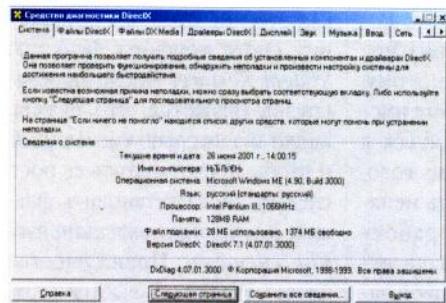 Средство диагностики DirectX
Система Файлы DirectX Файлы DX Media Драйверы DirectX Дисплей Звук Музыка Ввод Сеть
Данная программа позволяет получить подробные сведения об установленных компонентах и драйверах DirectX.
Она позволяет проверить функционирование, обнаружить неполадки и произвести настройку системы для
достижения наибольшего быстродействия.
Если известна возможная причина неполадки, можно сразу выбрать соответствующую вкладку. Либо используйте
кнопку "Следующая страница" для последовательного просмотра страниц.
На странице "Если ничего не помогло" находится список других средств, которые могут помочь при устранении
неполадки.
Сведения о системе
Текущие время и дата: 26 июня 2001 г., 14:00:15
Имя компьютера:
Операционная система: Microsoft Windows ME (4.90, Build 3000)
Язык: русский (стандарты: русский)
Процессор: Intel Pentium III, 1066MHz
Память: 128MB RAM
Файл подкачки: 28 МБ использовано, 1374 МБ свободно
Версия DirectX: DirectX 7.1 (4.07.01.3000)
DxDiag 4.07.01.3000 © Корпорация Microsoft, 1998-1999. Все права защищены.
Справка Следующая страница Сохранить все сведения... Выход